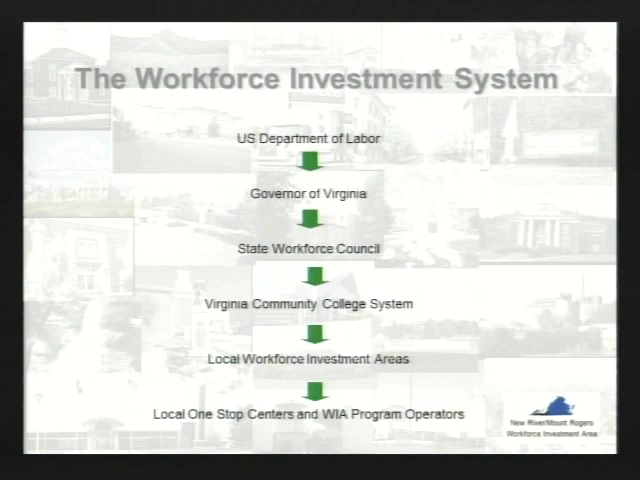 The Workforce Investment System
US Department of Labor
Governor of Virginia
State Workforce Council
Virginia Community College System
Local Workforce Investment Areas
Local One Stop Centers and WIA Program Operators
New River/Mount Rogers
Workforce Investment Area